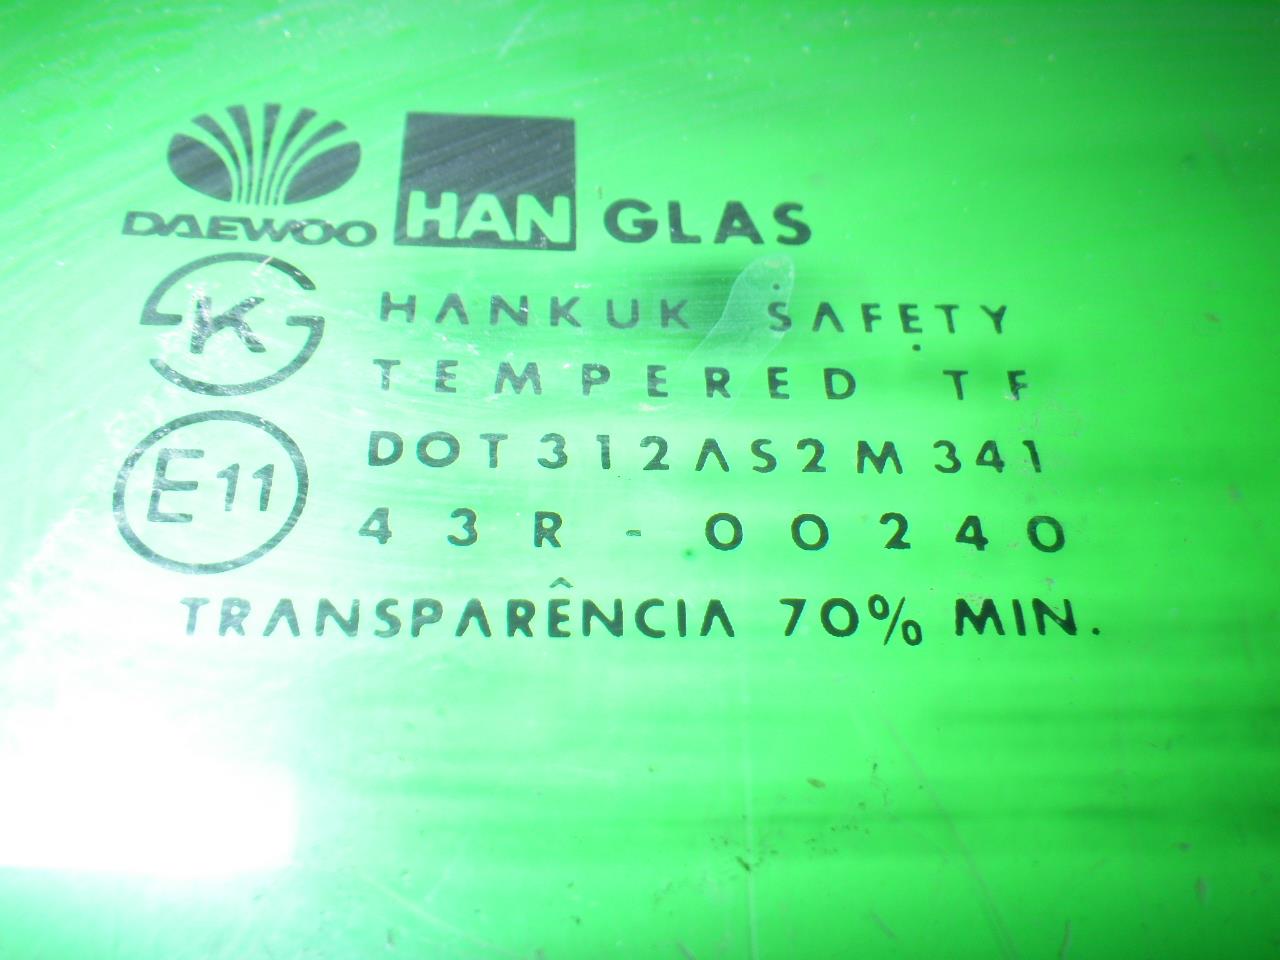 DAEWOO HAN GLAS
K HANKUK SAFETY
TEMPERED TF
E11 DOT312AS2M341
43R-00240
TRANSPARÊNCIA 70% MIN.